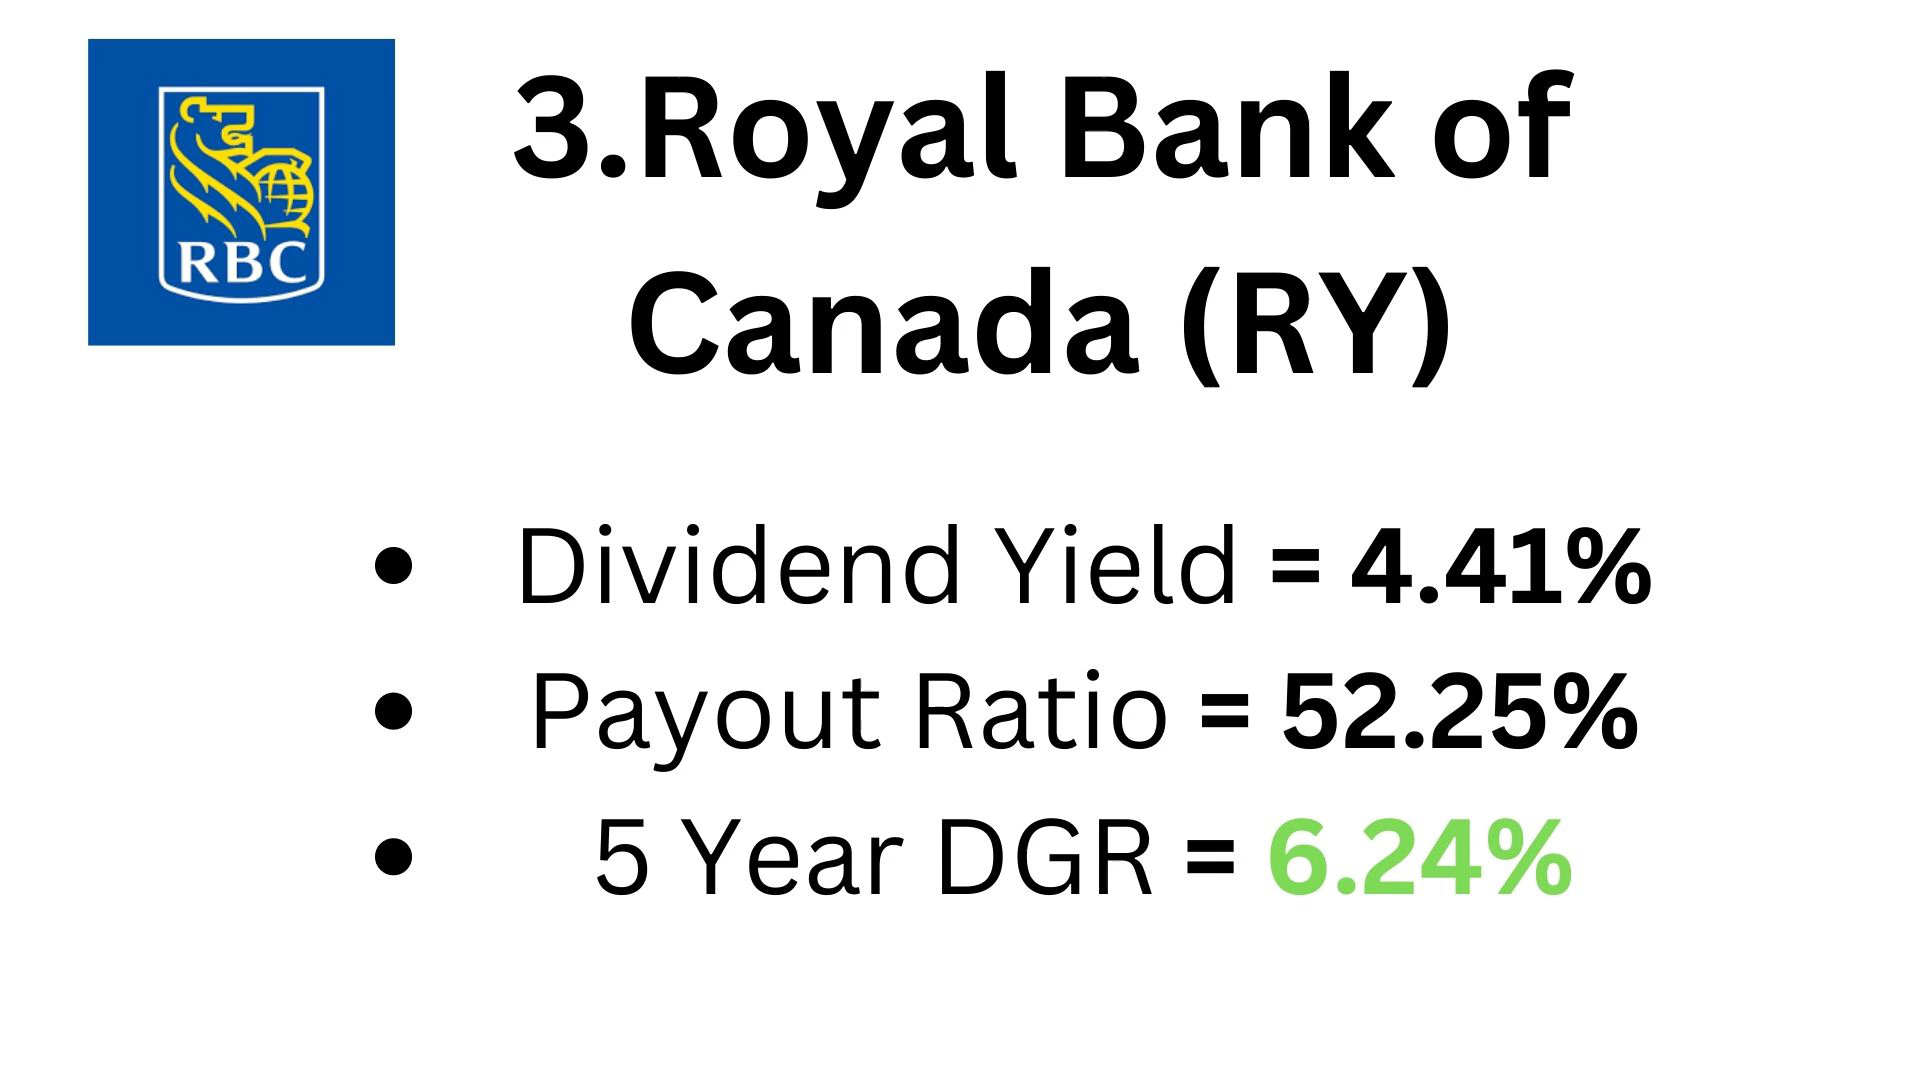 RBC
3.Royal Bank of
Canada (RY)
• Dividend Yield = 4.41%
• Payout Ratio = 52.25%
• 5 Year DGR = 6.24%